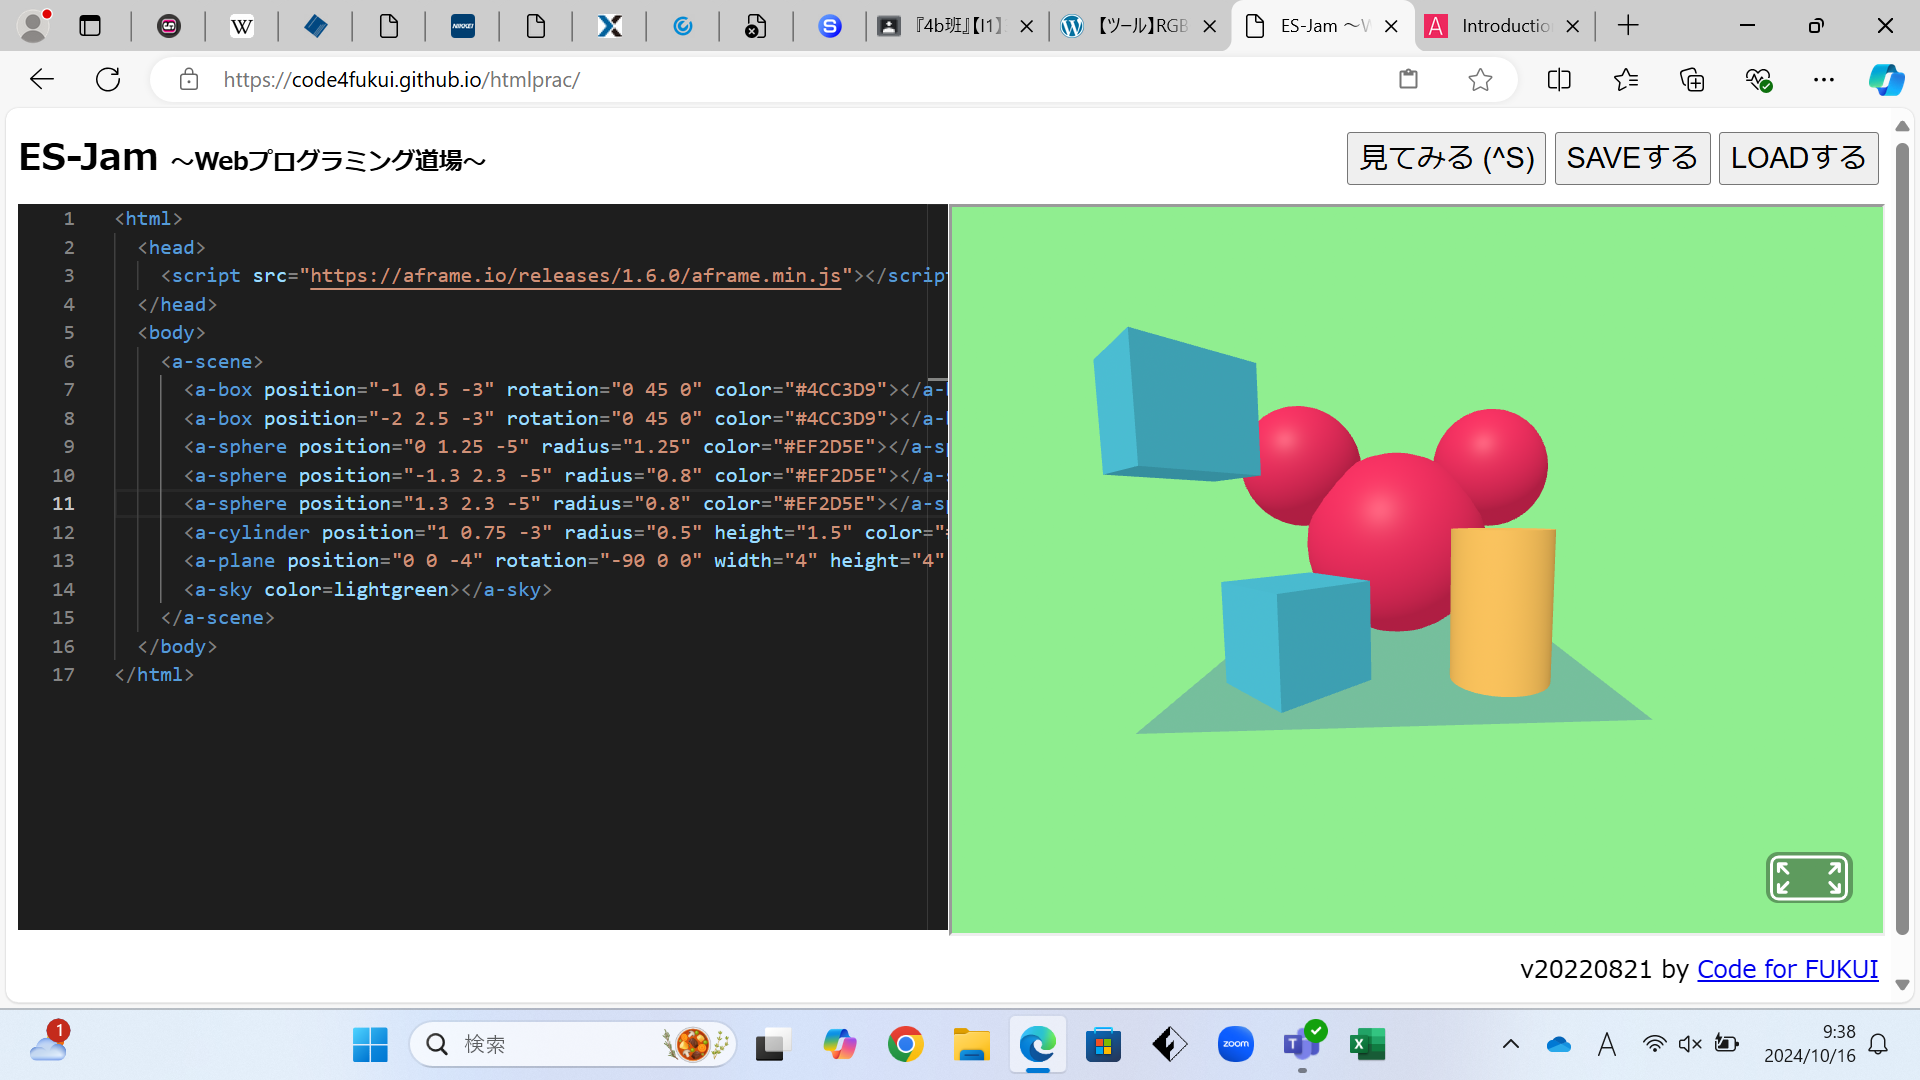 『4b班』【I1】
【ツール】RGB
ES-Jam ～W
Introduction
https://code4fukui.github.io/htmlprac/
ES-Jam ～Webプログラミング道場～
見てみる (^S)
SAVEする
LOADする
1 <html>
2 <head>
3 <script src="https://aframe.io/releases/1.6.0/aframe.min.js"></script
4 </head>
5 <body>
6 <a-scene>
7 <a-box position="-1 0.5 -3" rotation="0 45 0" color="#4CC3D9"></a-b
8 <a-box position="-2 2.5 -3" rotation="0 45 0" color="#4CC3D9"></a-b
9 <a-sphere position="0 1.25 -5" radius="1.25" color="#EF2D5E"></a-sp
10 <a-sphere position="-1.3 2.3 -5" radius="0.8" color="#EF2D5E"></a-s
11 <a-sphere position="1.3 2.3 -5" radius="0.8" color="#EF2D5E"></a-sp
12 <a-cylinder position="1 0.75 -3" radius="0.5" height="1.5" color="#
13 <a-plane position="0 0 -4" rotation="-90 0 0" width="4" height="4"
14 <a-sky color=lightgreen></a-sky>
15 </a-scene>
16 </body>
17 </html>
v20220821 by Code for FUKUI
1
検索
zoom
A
9:38
2024/10/16